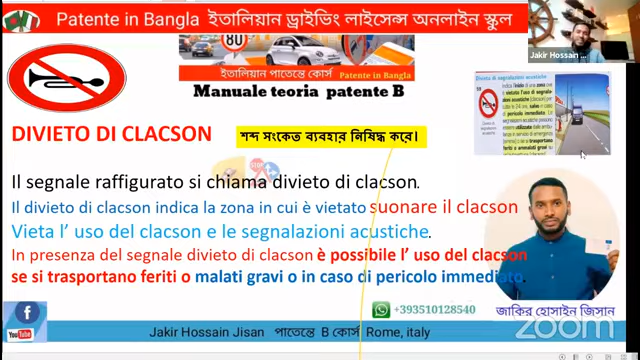 Patente in Bangla ইতালিয়ান ড্রাইভিং লাইসেন্স অনলাইন স্কুল
80
ইতালিয়ান পাতেন্তে কোর্স Patente in Bangla
Manuale teoria patente B
Jakir Hossain
Divieto di segnalazioni acustiche
DIVIETO DI CLACSON
শব্দ সংকেত ব্যবহার নিষিদ্ধ করে।
Il segnale raffigurato si chiama divieto di clacson.
Il divieto di clacson indica la zona in cui è vietato suonare il clacson
Vieta l' uso del clacson e le segnalazioni acustiche.
In presenza del segnale divieto di clacson è possibile l' uso del clacson
se si trasportano feriti o malati gravi o in caso di pericolo immediato.
+393510128540
জাকির হোসাইন জিসান
You Tube
Jakir Hossain Jisan পাতেন্তে B কোর্স Rome, italy
zoom